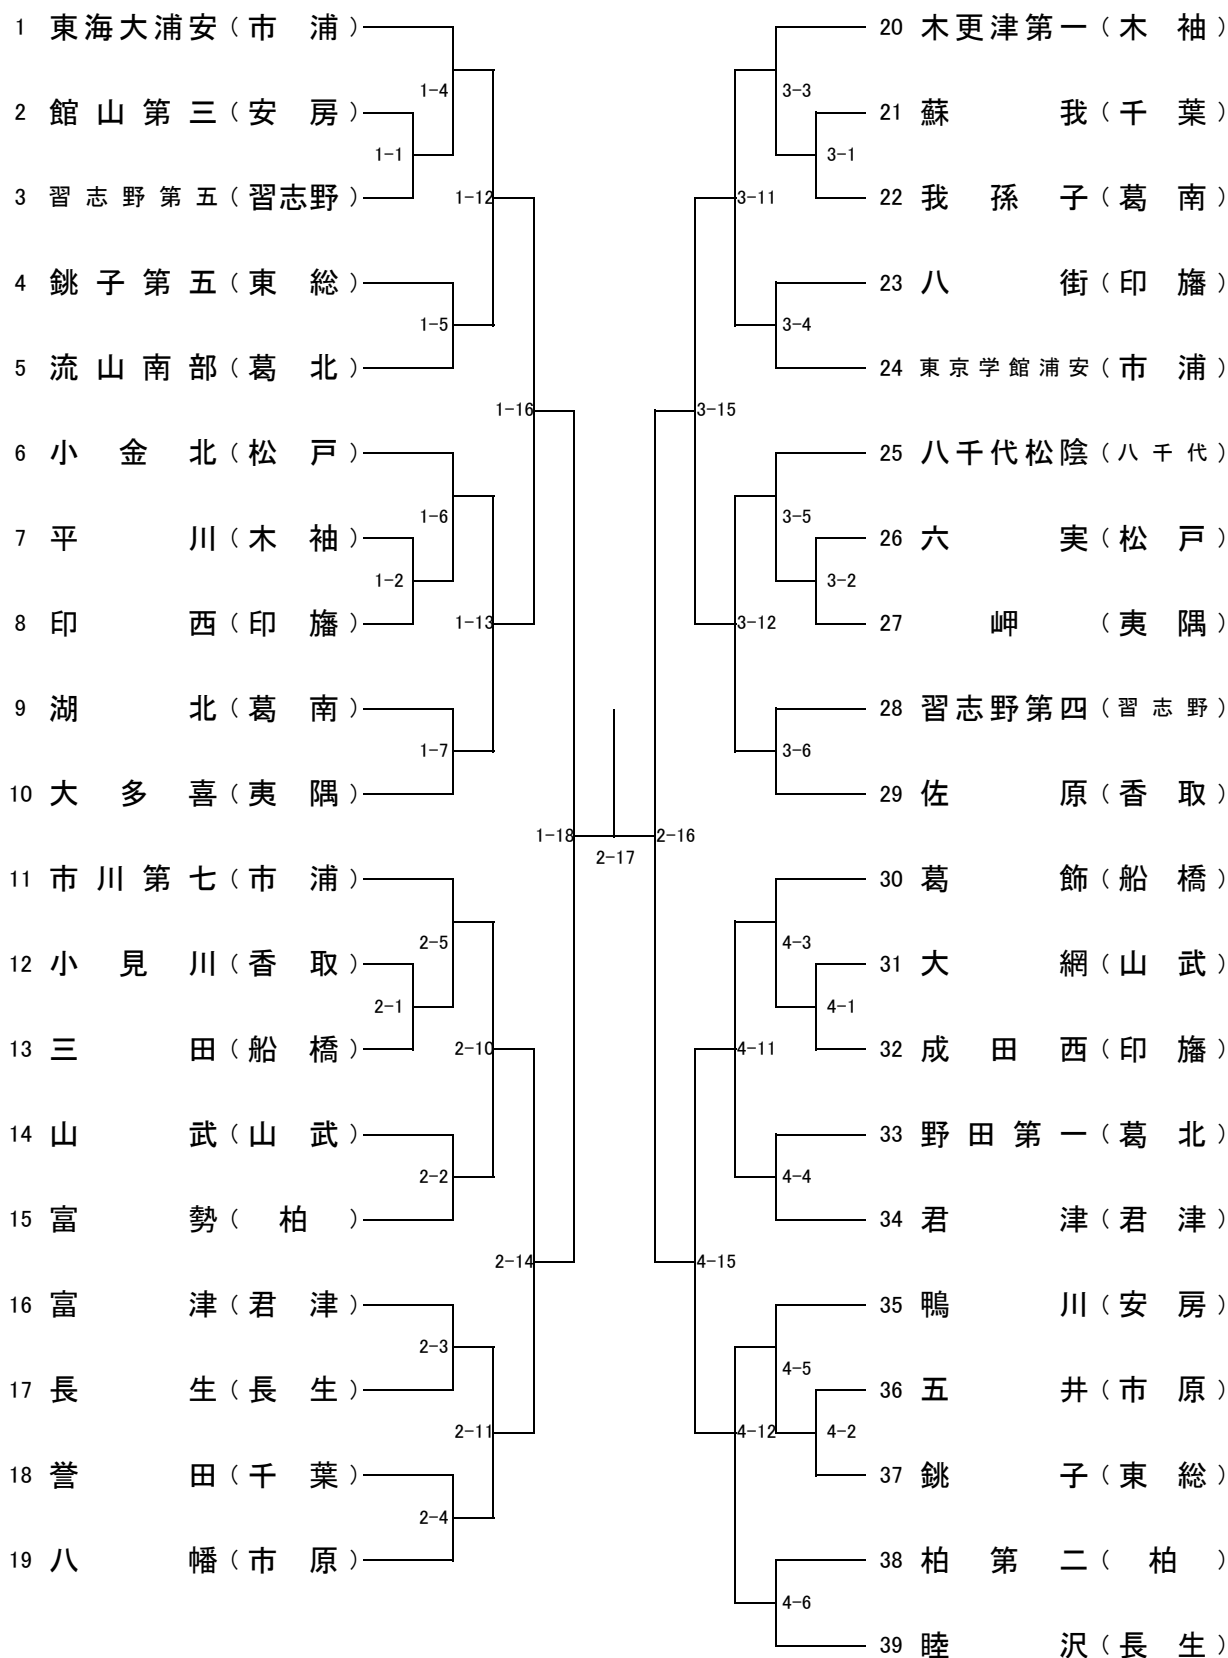 1 東海大浦安（市 浦）
1-4
2 館山第三（安 房）
1-1
3 習志野第五（習志野）
1-12
4 銚子第五（東 総）
1-5
5 流山南部（葛 北）
1-16
6 小金北（松 戸）
1-6
7 平川（木 袖）
1-2
8 印西（印 旛）
1-13
9 湖北（葛 南）
1-7
10 大多喜（夷 隅）
1-18
11 市川第七（市 浦）
2-5
12 小見川（香 取）
2-1
13 三田（船 橋）
2-10
14 山武（山 武）
2-2
15 富勢（柏）
2-14
16 富津（君 津）
2-3
17 長生（長 生）
2-11
18 誉田（千 葉）
2-4
19 八幡（市 原）
2-17
20 木更津第一（木 袖）
3-3
21 蘇我（千 葉）
3-1
22 我孫子（葛 南）
3-11
23 八街（印 旛）
3-4
24 東京学館浦安（市 浦）
3-15
25 八千代松陰（八千代）
3-5
26 六実（松 戸）
3-2
27 岬（夷 隅）
3-12
28 習志野第四（習志野）
3-6
29 佐原（香 取）
2-16
30 葛飾（船 橋）
4-3
31 大網（山 武）
4-1
32 成田西（印 旛）
4-11
33 野田第一（葛 北）
4-4
34 君津（君 津）
4-15
35 鴨川（安 房）
4-5
36 五井（市 原）
4-12
4-2
37 銚子（東 総）
38 柏第二（柏）
4-6
39 睦沢（長 生）